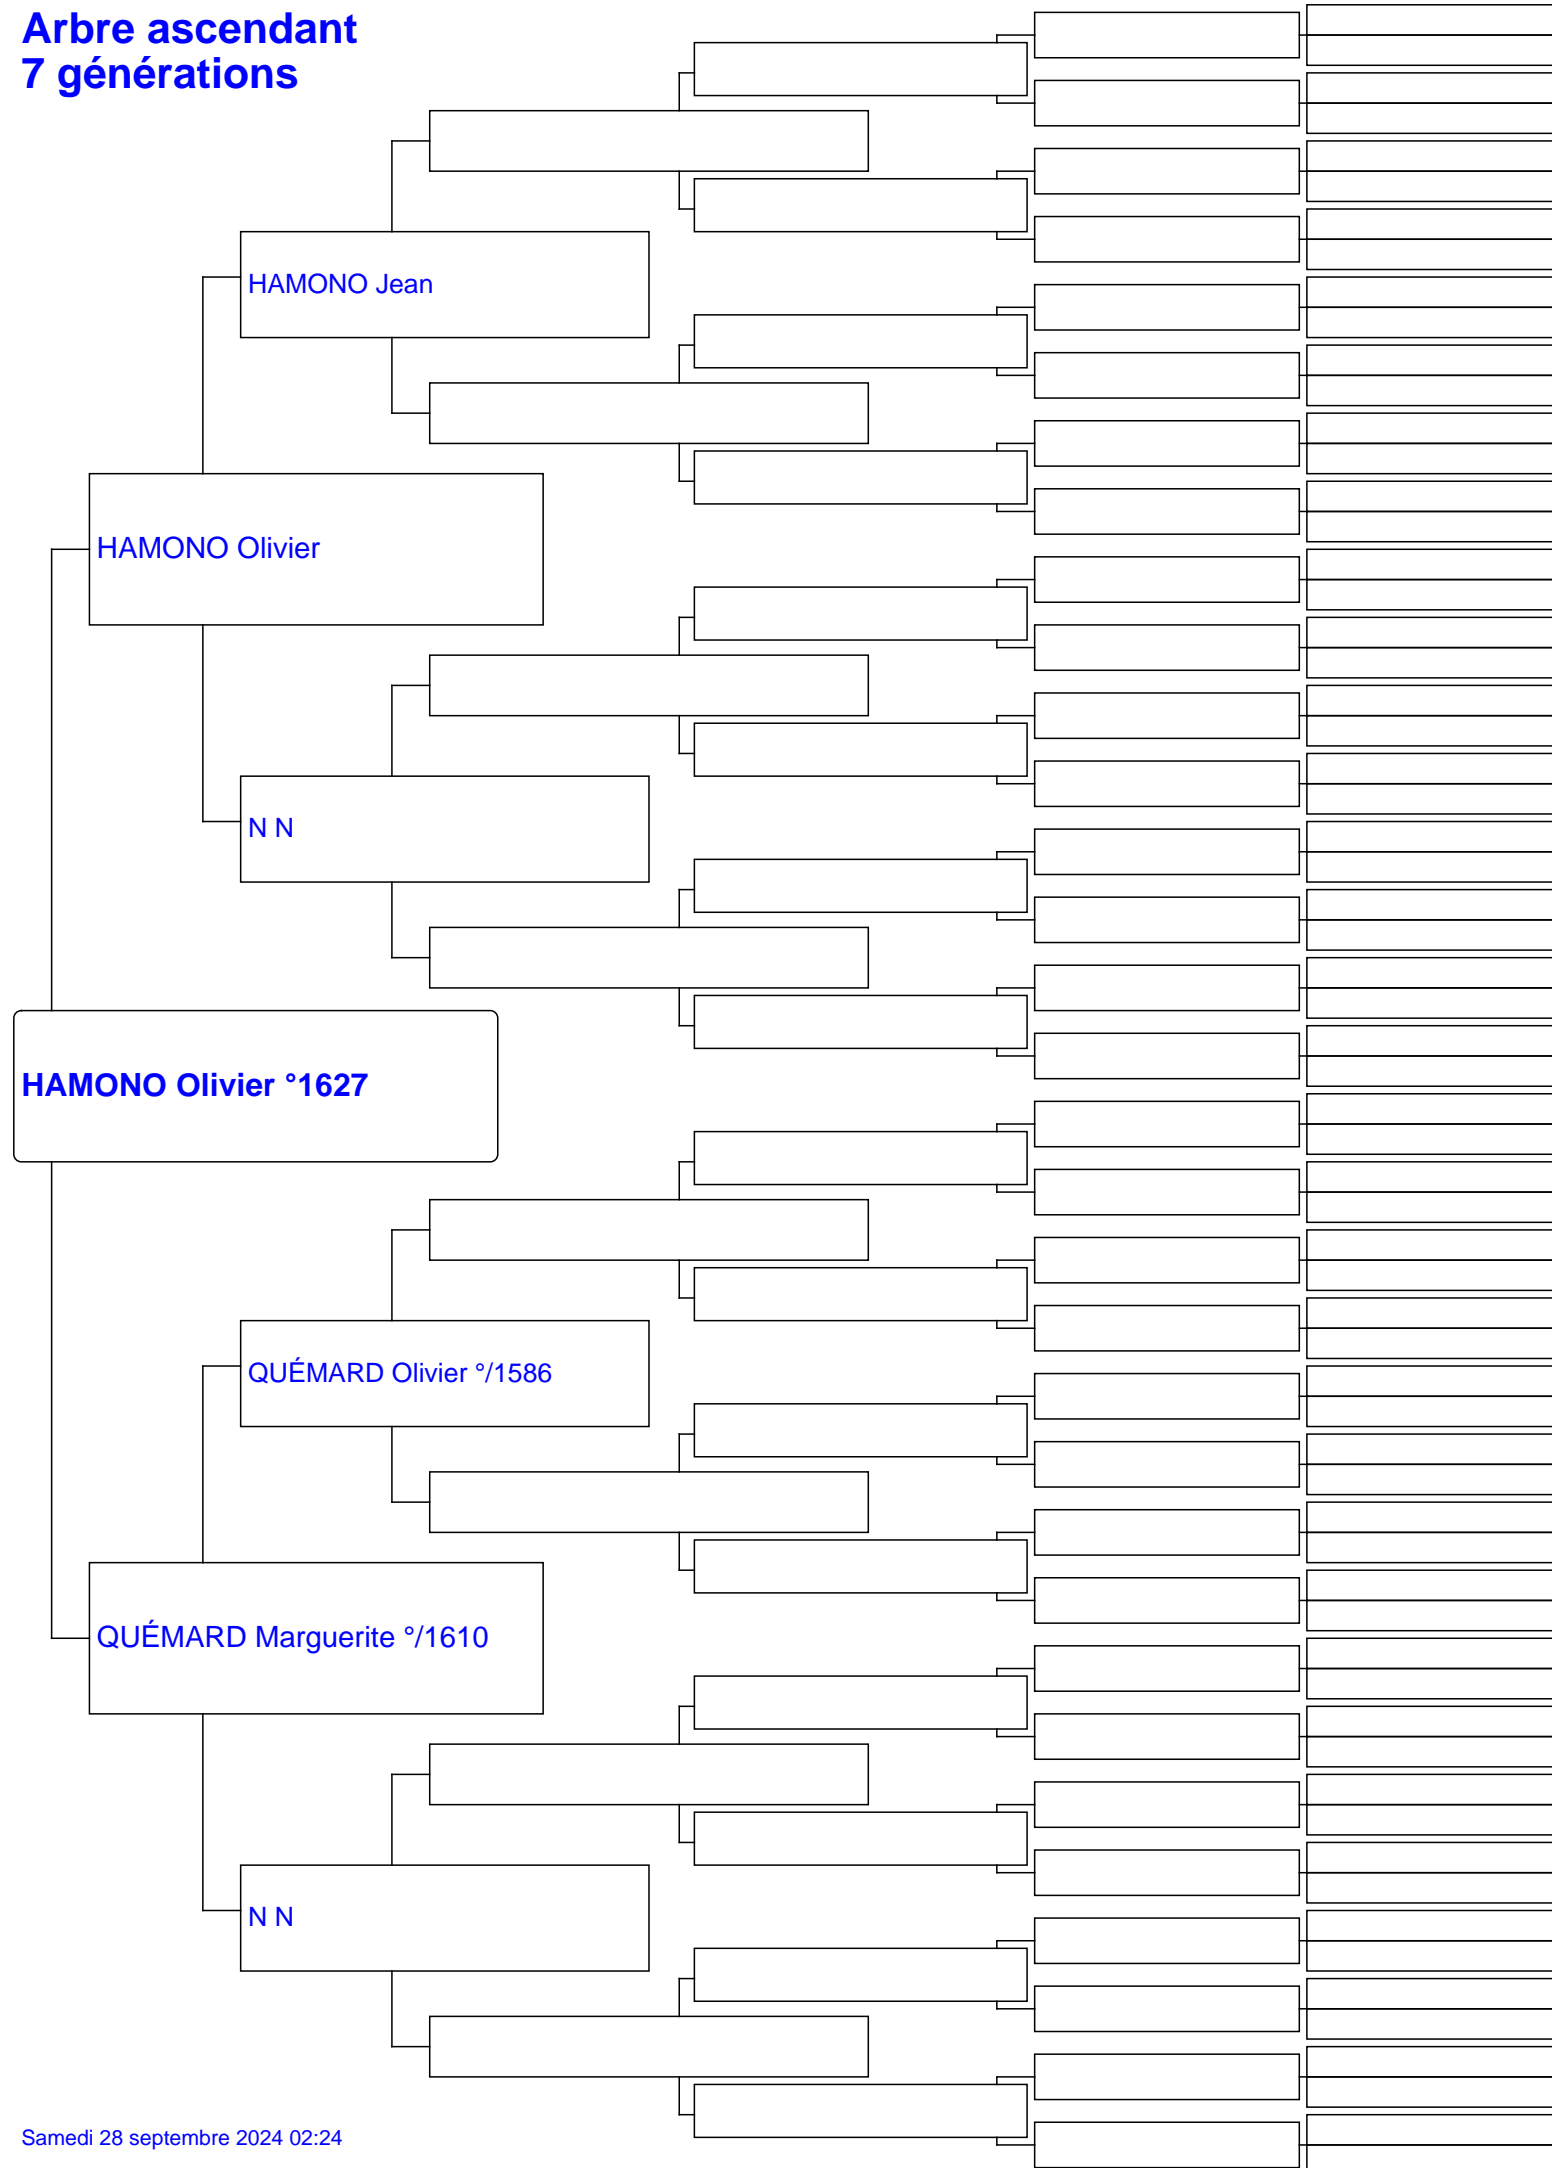 Arbre ascendant
7 générations
HAMONO Jean
HAMONO Olivier
N N
HAMONO Olivier °1627
QUÉMARD Olivier °/1586
QUÉMARD Marguerite °/1610
N N
Samedi 28 septembre 2024 02:24